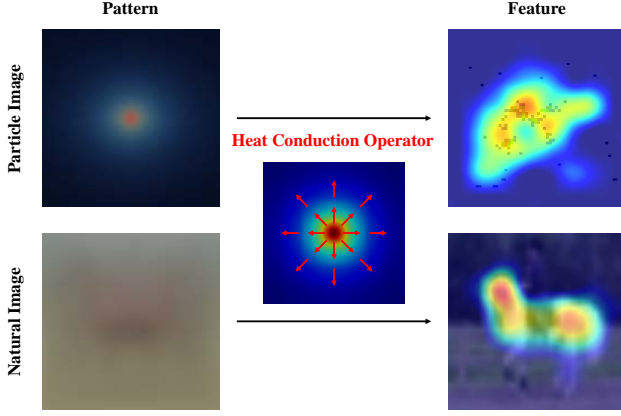 Pattern
Feature
Particle Image
Heat Conduction Operator
Natural Image